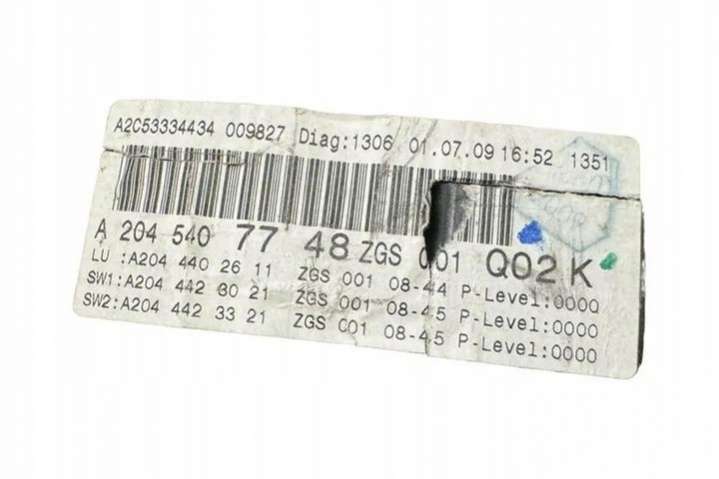 A2C53334434 009827 Diag:1306 01.07.09 16:52 1351
A 204 540 77 48 ZGS 001 Q02 K
LU :A204 440 26 11 ZGS 001 08-44 P-Level:0000
SW1:A204 442 30 21 ZGS 001 08-45 P-Level:0000
SW2:A204 442 33 21 ZGS 001 08-45 P-Level:0000